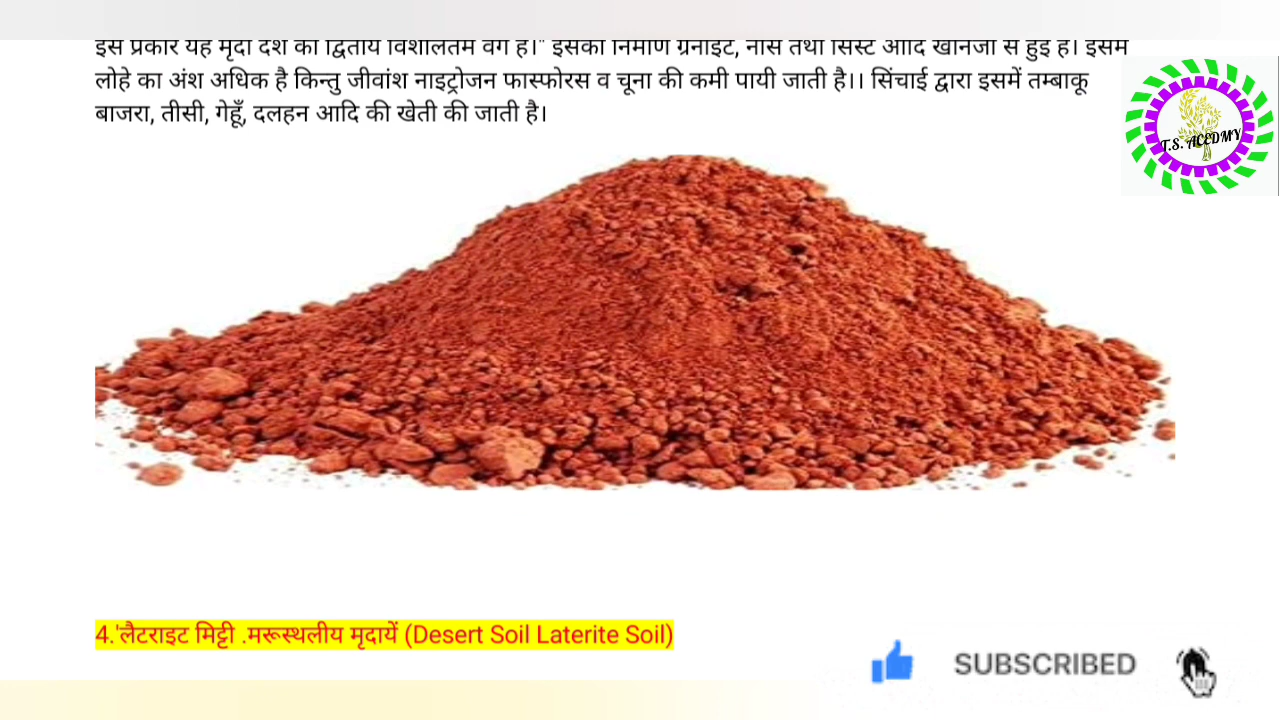 इस प्रकार यह मृदा देश का द्वितीय विशालतम वर्ग है।" इसका निर्माण ग्रेनाइट, नीस तथा सिस्ट आदि खनिजों से हुई है। इसमें
लोहे का अंश अधिक है किन्तु जीवांश नाइट्रोजन फास्फोरस व चूना की कमी पायी जाती है।। सिंचाई द्वारा इसमें तम्बाकू
बाजरा, तीसी, गेहूँ, दलहन आदि की खेती की जाती है।
T.S. ACEDMY
4.'लैटराइट मिट्टी .मरूस्थलीय मृदायें (Desert Soil Laterite Soil)
SUBSCRIBED